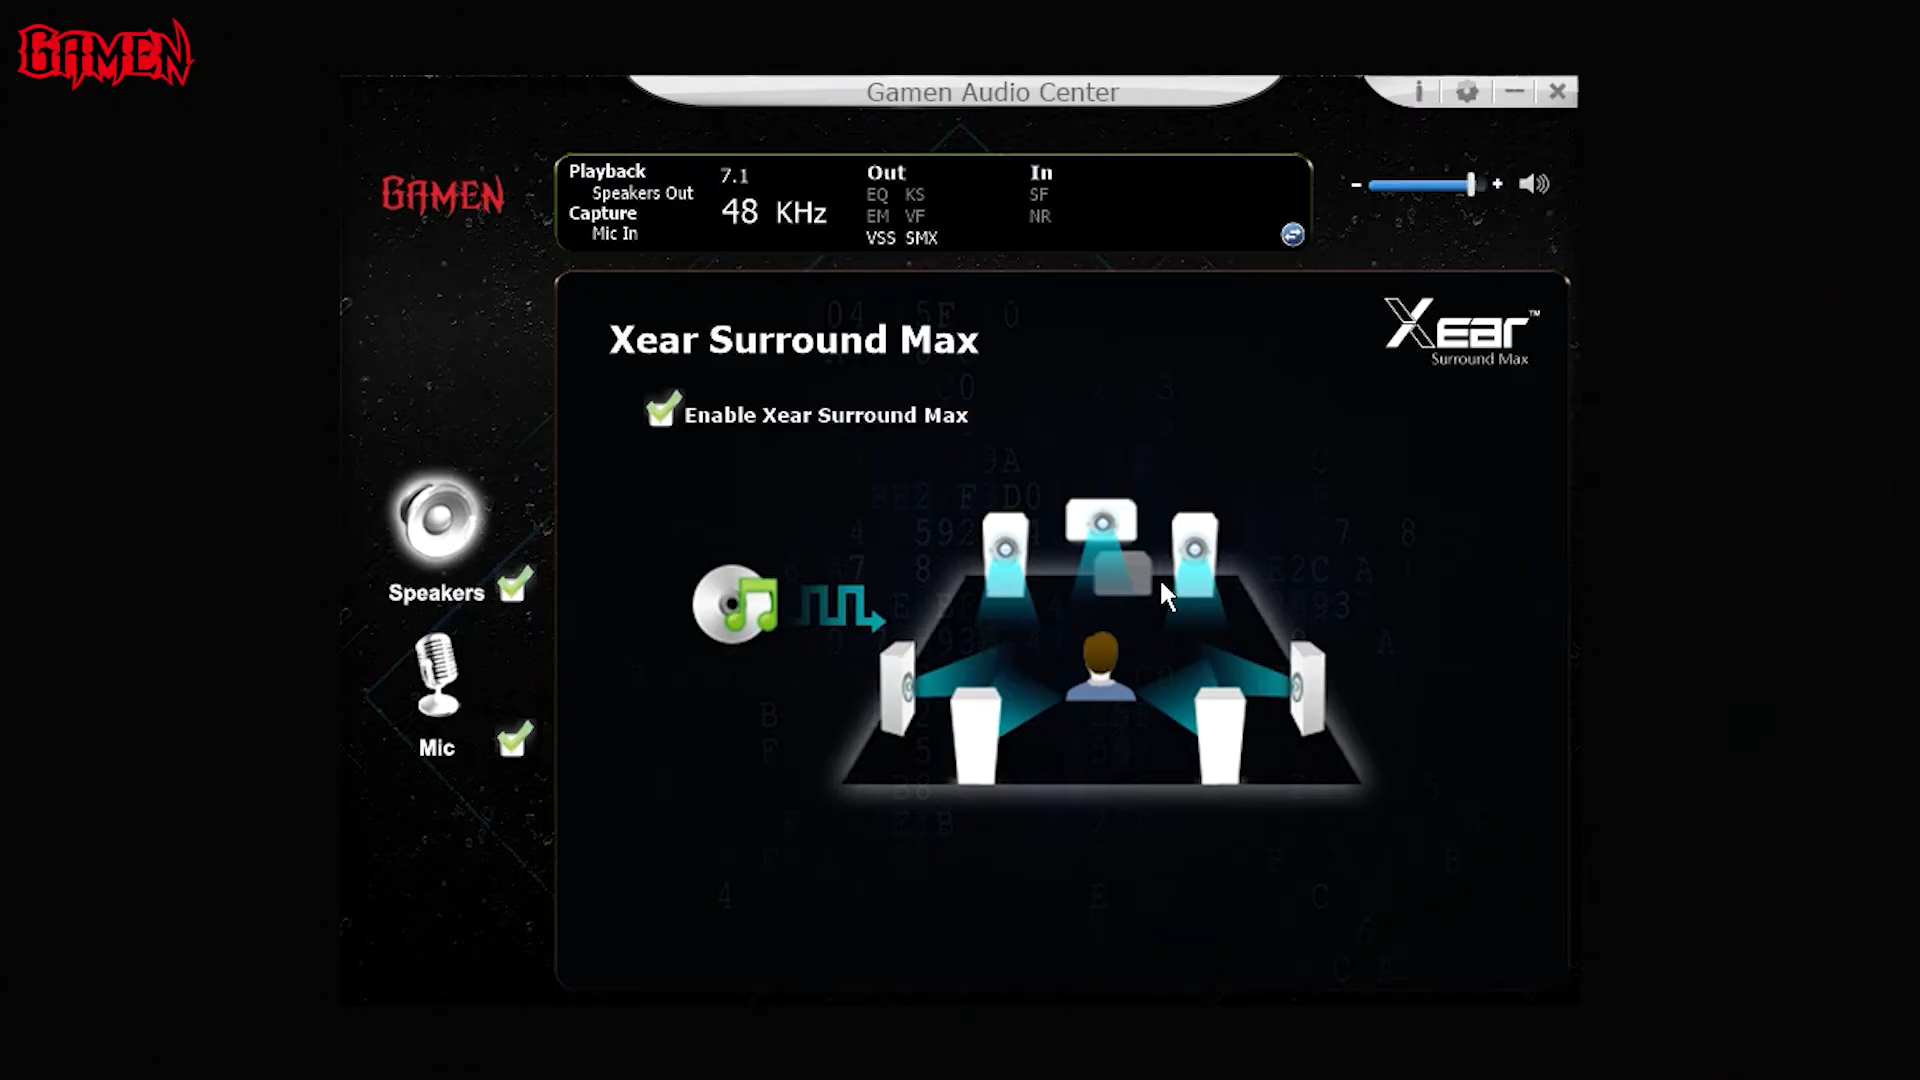 GAMEN
Gamen Audio Center
GAMEN
Playback
Speakers Out
Capture
Mic In
7.1
48 KHz
Out
EQ KS
EM VF
VSS SMX
In
SF
NR
Xear Surround Max
Xear™
Surround Max
Enable Xear Surround Max
Speakers
Mic